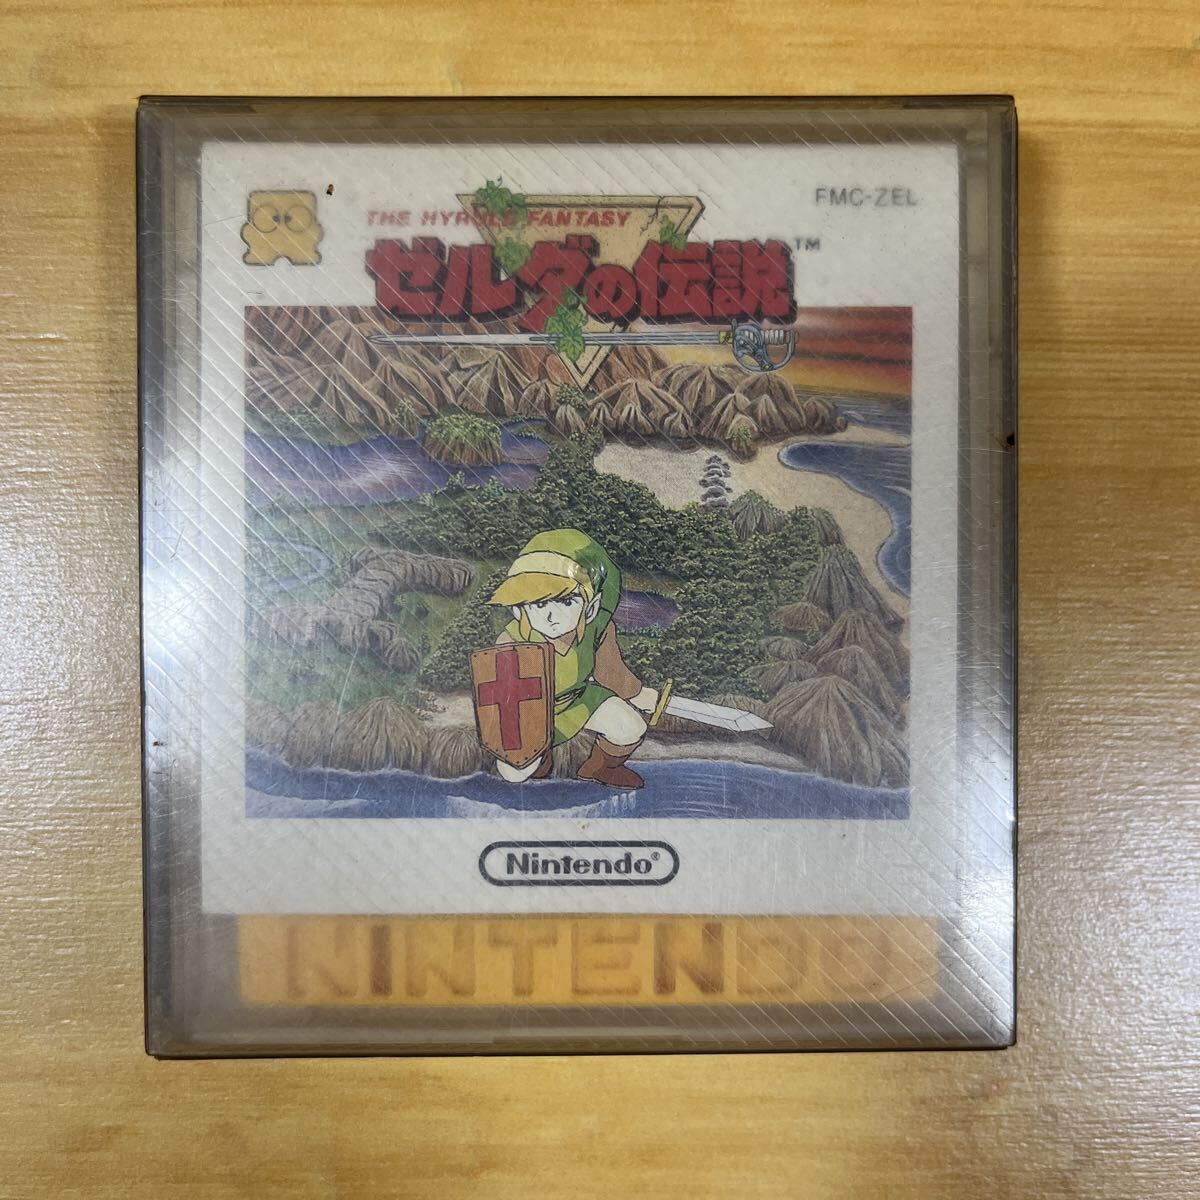 FMC-ZEL
THE HYRULE FANTASY
ゼルダの伝説™
Nintendo®
NINTENDO